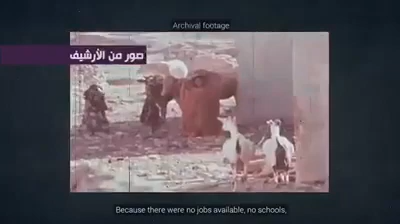 Archival footage
صور من الأرشيف
Because there were no jobs available, no schools,